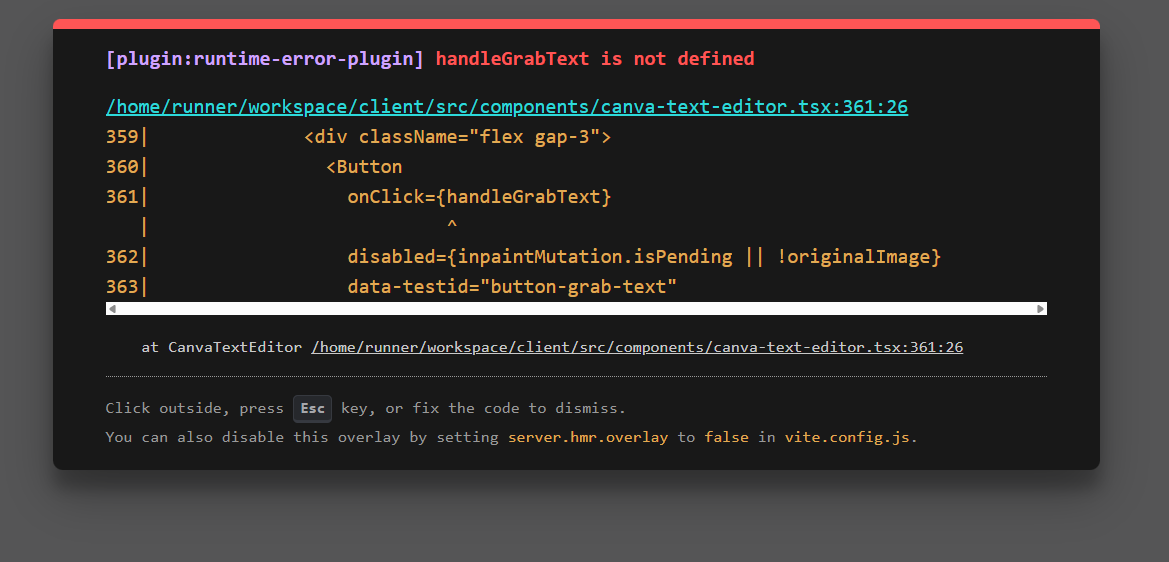 [plugin:runtime-error-plugin] handleGrabText is not defined
/home/runner/workspace/client/src/components/canva-text-editor.tsx:361:26
359|              <div className="flex gap-3">
360|                <Button
361|                  onClick={handleGrabText}
   |                           ^
362|                  disabled={inpaintMutation.isPending || !originalImage}
363|                  data-testid="button-grab-text"
at CanvaTextEditor /home/runner/workspace/client/src/components/canva-text-editor.tsx:361:26
Click outside, press Esc key, or fix the code to dismiss.
You can also disable this overlay by setting server.hmr.overlay to false in vite.config.js.